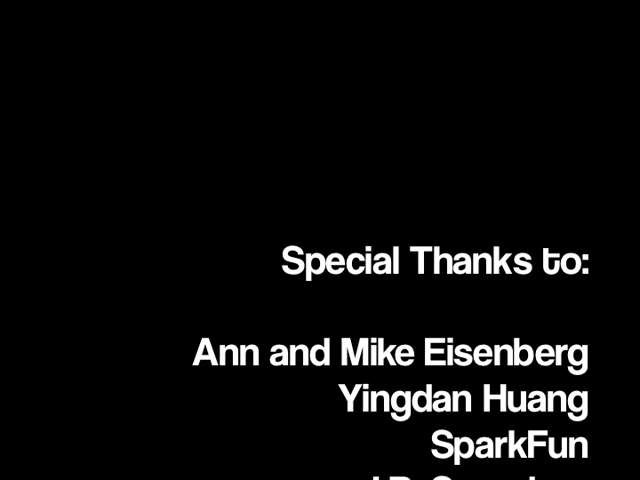 Special Thanks to:
Ann and Mike Eisenberg
Yingdan Huang
SparkFun